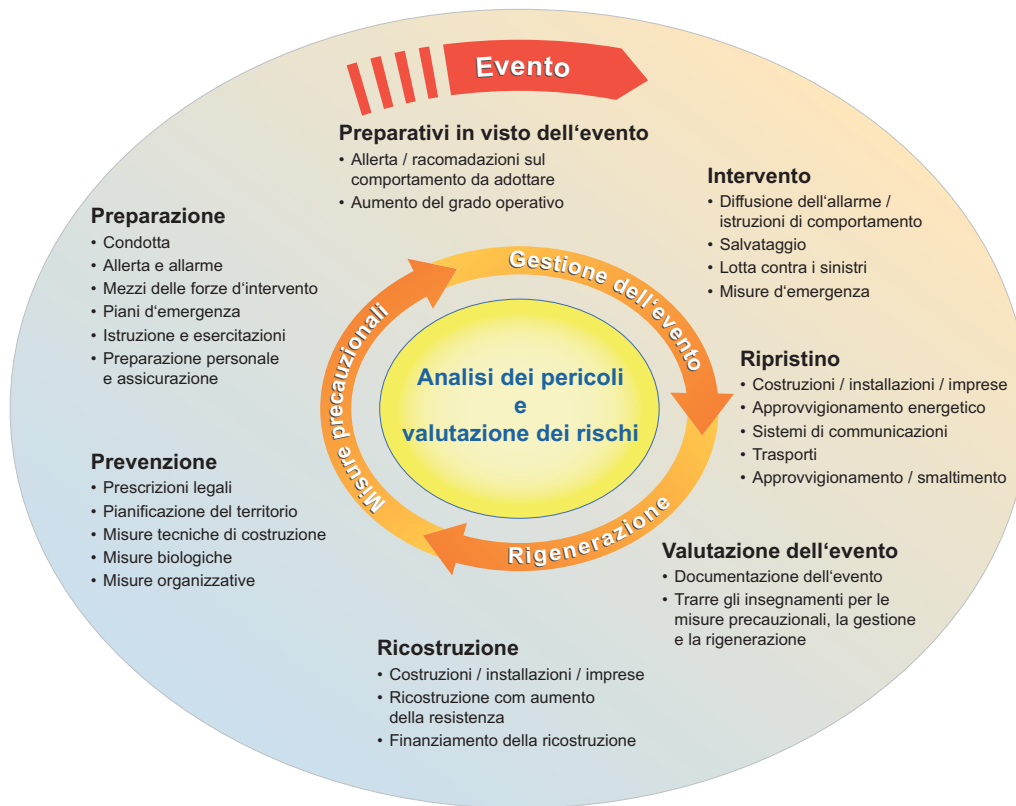 Evento
Preparativi in visto dell‘evento
• Allerta / racomadazioni sul
comportamento da adottare
• Aumento del grado operativo
Intervento
• Diffusione dell‘allarme /
istruzioni di comportamento
• Salvataggio
• Lotta contra i sinistri
• Misure d‘emergenza
Ripristino
• Costruzioni / installazioni / imprese
• Approvvigionamento energetico
• Sistemi di communicazioni
• Trasporti
• Approvvigionamento / smaltimento
Valutazione dell‘evento
• Documentazione dell‘evento
• Trarre gli insegnamenti per le
misure precauzionali, la gestione
e la rigenerazione
Ricostruzione
• Costruzioni / installazioni / imprese
• Ricostruzione com aumento
della resistenza
• Finanziamento della ricostruzione
Prevenzione
• Prescrizioni legali
• Pianificazione del territorio
• Misure tecniche di costruzione
• Misure biologiche
• Misure organizzative
Preparazione
• Condotta
• Allerta e allarme
• Mezzi delle forze d‘intervento
• Piani d‘emergenza
• Istruzione e esercitazioni
• Preparazione personale
e assicurazione
Gestione dell‘evento
Rigenerazione
Misure precauzionali
Analisi dei pericoli
e
valutazione dei rischi